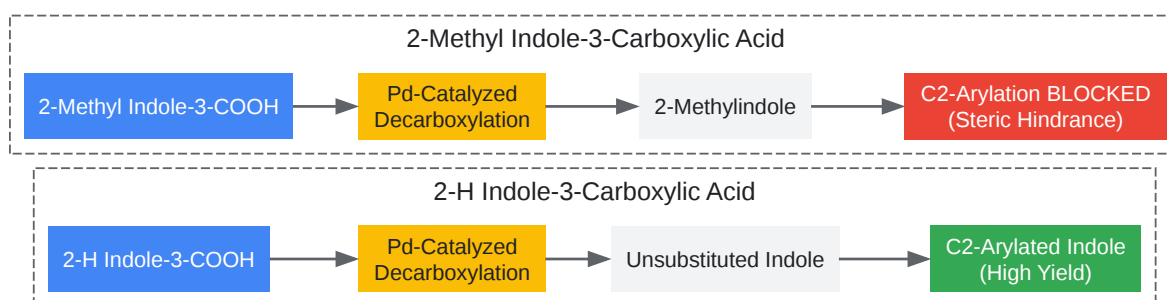 2-Methyl Indole-3-Carboxylic Acid
2-Methyl Indole-3-COOH
Pd-Catalyzed
Decarboxylation
2-Methylindole
C2-Arylation BLOCKED
(Steric Hindrance)
2-H Indole-3-Carboxylic Acid
2-H Indole-3-COOH
Pd-Catalyzed
Decarboxylation
Unsubstituted Indole
C2-Arylated Indole
(High Yield)